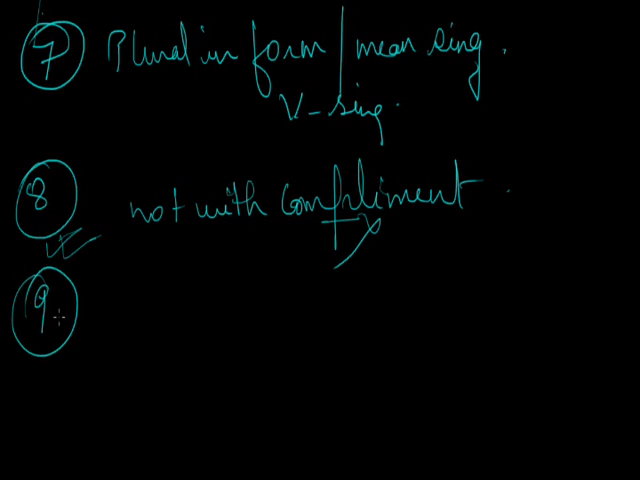 7 Plural in form / mean sing.
V - sing.
8 not with compliment.
9